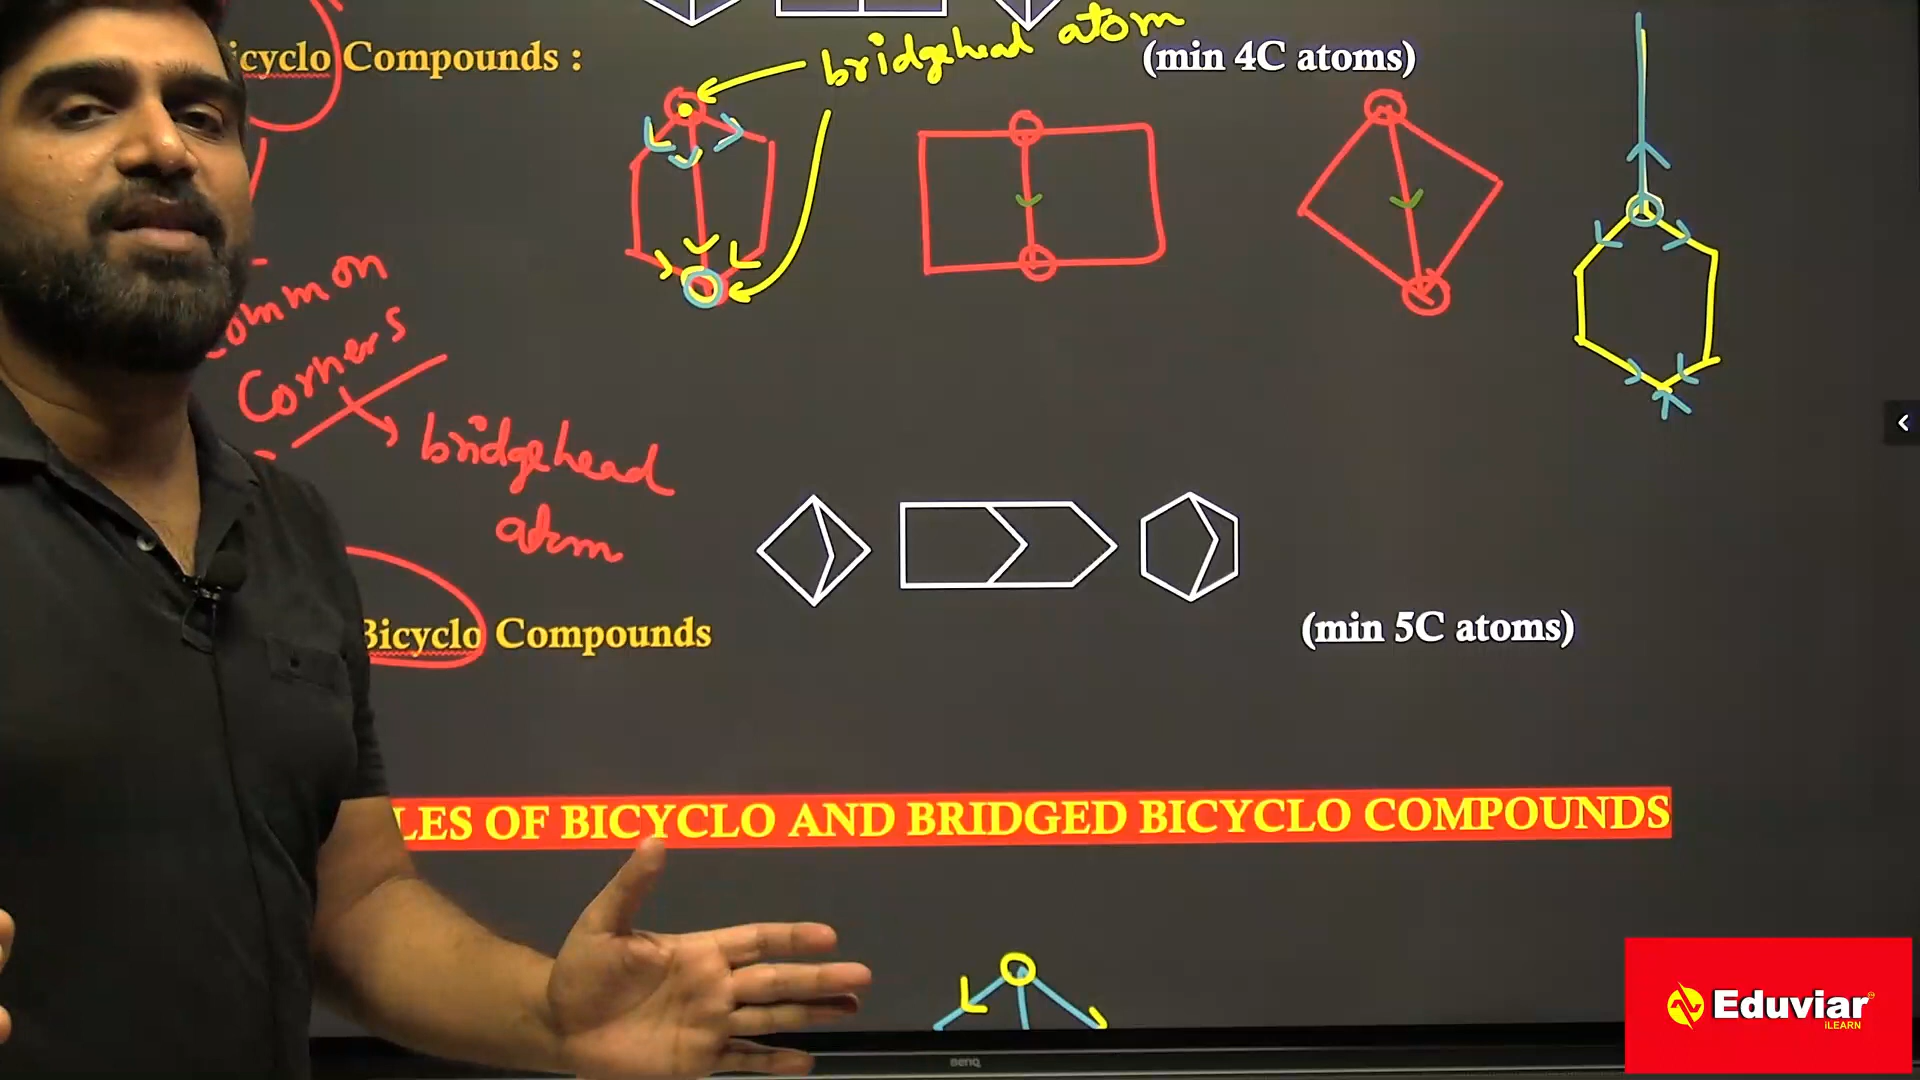 bridgehead atom
icyclo Compounds :
(min 4C atoms)
common
corners
bridgehead
atom
Bicyclo Compounds
(min 5C atoms)
LES OF BICYCLO AND BRIDGED BICYCLO COMPOUNDS
BenQ
Eduviar
iLEARN